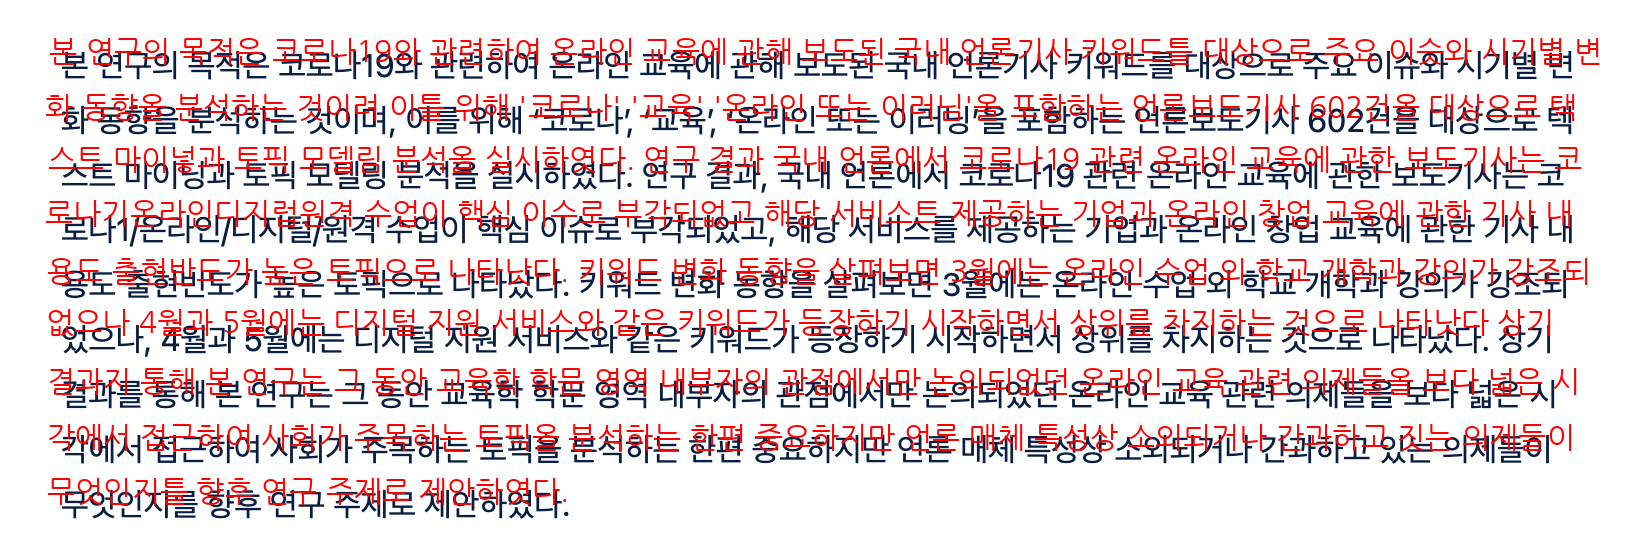 본 연구의 목적은 코로나19와 관련하여 온라인 교육에 관해 보도된 국내 언론기사 키워드를 대상으로 주요 이슈와 시기별 변
화 동향을 분석하는 것이며, 이를 위해 '코로나', '교육', '온라인 또는 이러닝'을 포함하는 언론보도기사 602건을 대상으로 텍
스트 마이닝과 토픽 모델링 분석을 실시하였다. 연구 결과, 국내 언론에서 코로나19 관련 온라인 교육에 관한 보도기사는 코
로나1/온라인/디지털/원격 수업이 핵심 이슈로 부각되었고, 해당 서비스를 제공하는 기업과 온라인 창업 교육에 관한 기사 내
용도 출현빈도가 높은 토픽으로 나타났다. 키워드 변화 동향을 살펴보면 3월에는 온라인 수업 외 학교 개학과 강의가 강조되
었으나, 4월과 5월에는 디지털 지원 서비스와 같은 키워드가 등장하기 시작하면서 상위를 차지하는 것으로 나타났다. 상기
결과를 통해 본 연구는 그 동안 교육학 학문 영역 내부자의 관점에서만 논의되었던 온라인 교육 관련 의제들을 보다 넓은 시
각에서 접근하여 사회가 주목하는 토픽을 분석하는 한편 중요하지만 언론 매체 특성상 소외되거나 간과하고 있는 의제들이
무엇인지를 향후 연구 주제로 제안하였다.